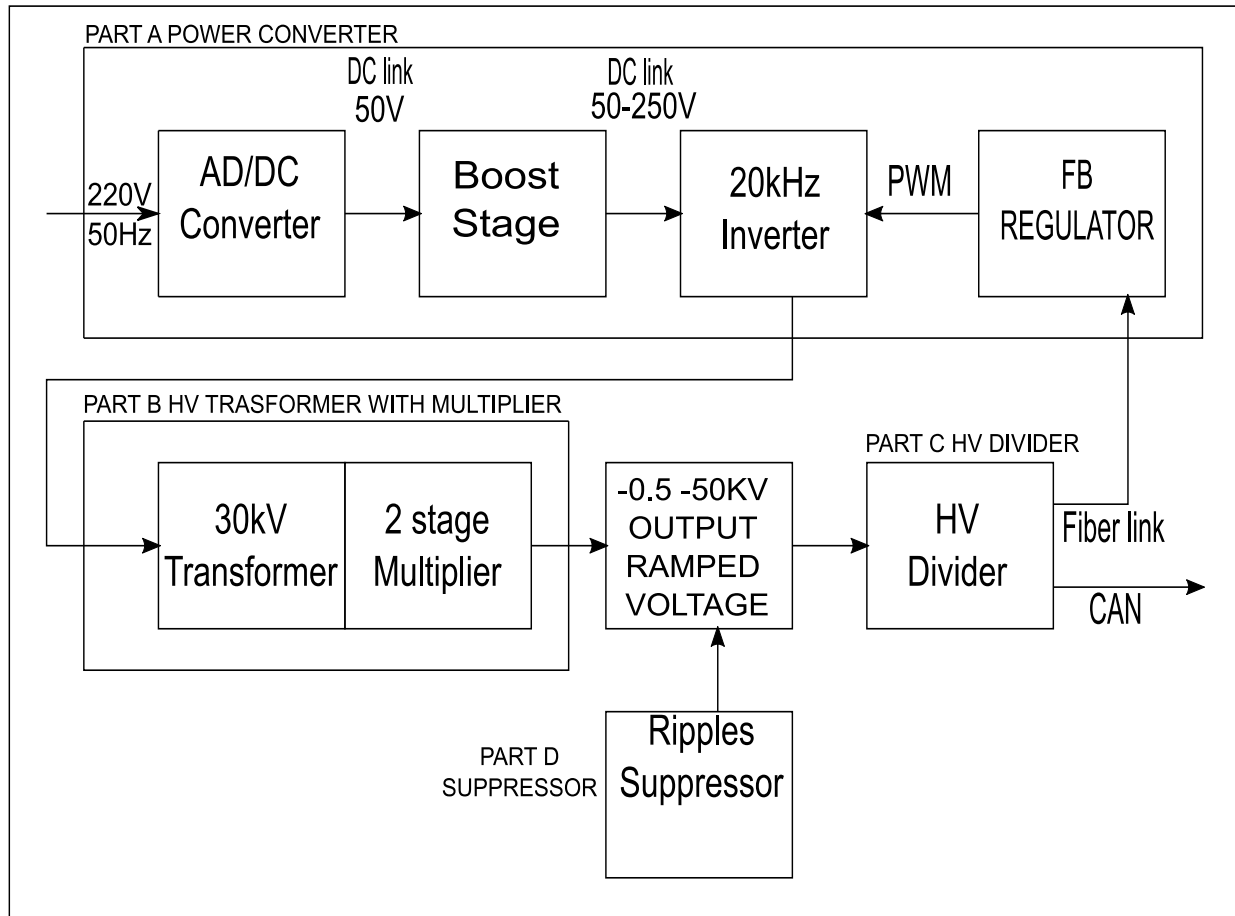 PART A POWER CONVERTER
DC link
50V
DC link
50-250V
220V
50Hz
AD/DC
Converter
Boost
Stage
20kHz
Inverter
PWM
FB
REGULATOR
PART B HV TRASFORMER WITH MULTIPLIER
30kV
Transformer
2 stage
Multiplier
-0.5 -50KV
OUTPUT
RAMPED
VOLTAGE
PART C HV DIVIDER
HV
Divider
Fiber link
CAN
PART D
SUPPRESSOR
Ripples
Suppressor